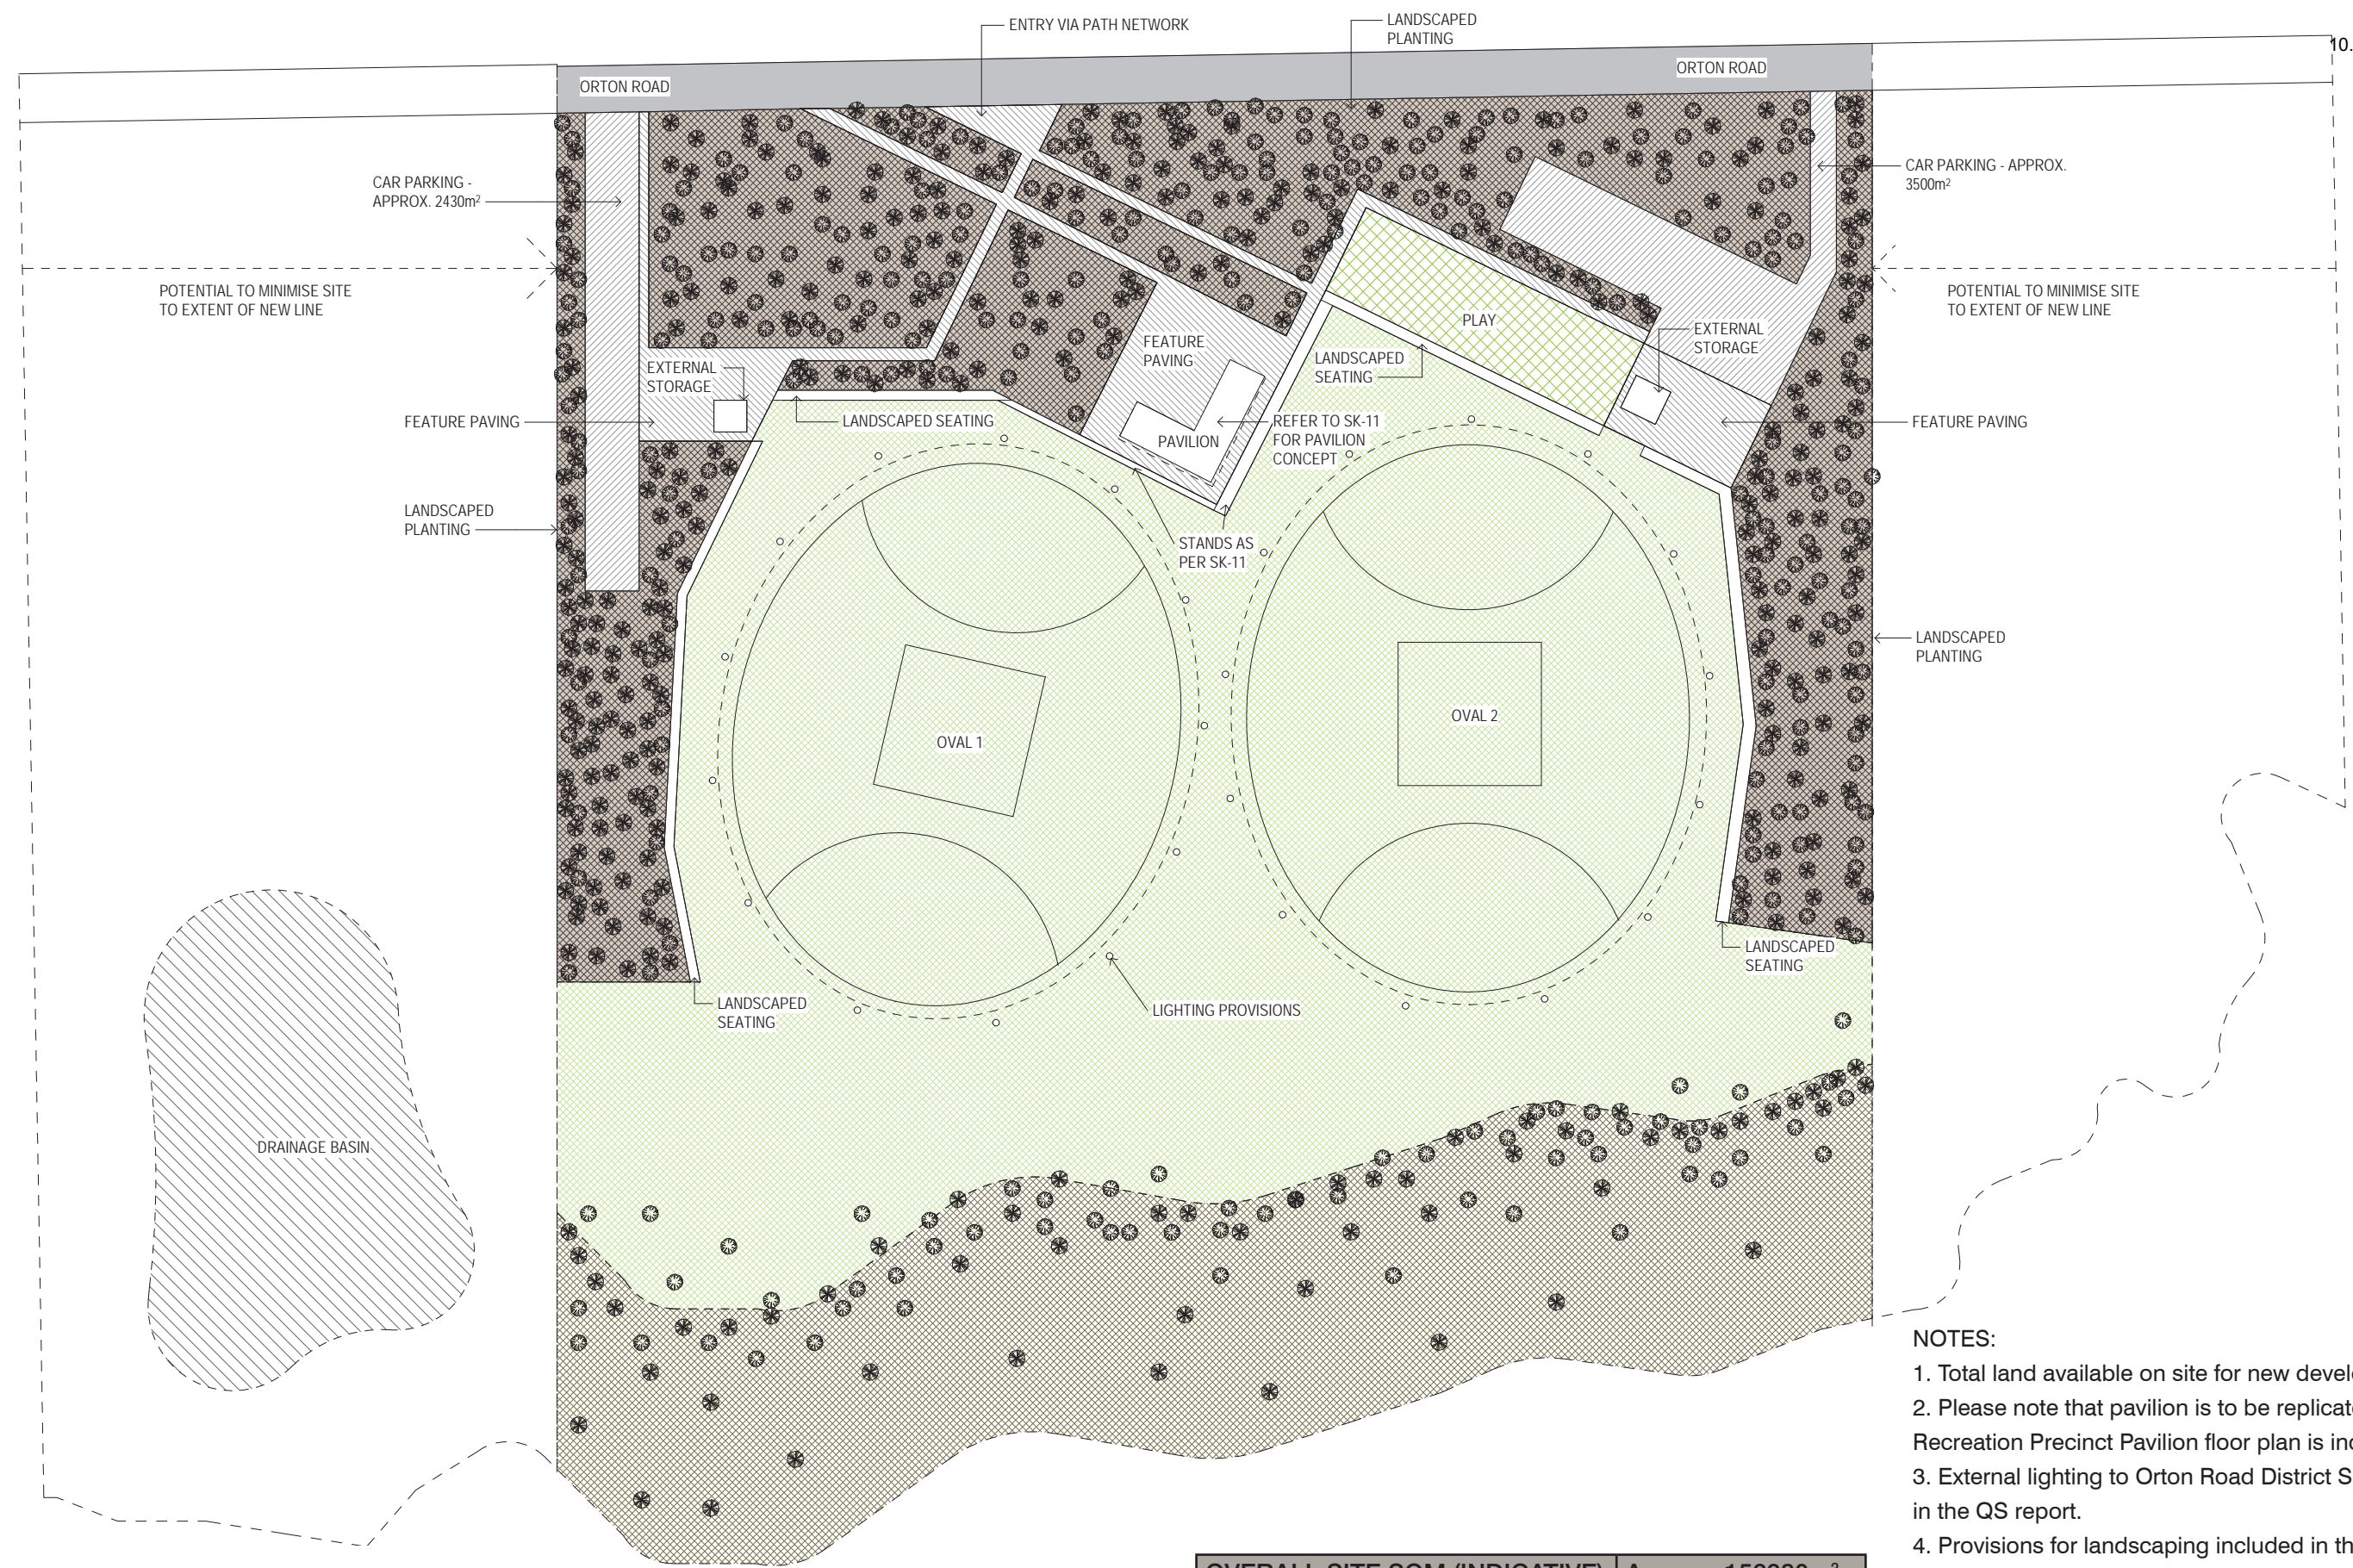 ENTRY VIA PATH NETWORK
LANDSCAPED
PLANTING
10.
ORTON ROAD
ORTON ROAD
CAR PARKING -
APPROX. 2430m²
CAR PARKING - APPROX.
3500m²
POTENTIAL TO MINIMISE SITE
TO EXTENT OF NEW LINE
POTENTIAL TO MINIMISE SITE
TO EXTENT OF NEW LINE
PLAY
FEATURE
PAVING
EXTERNAL
STORAGE
LANDSCAPED
SEATING
EXTERNAL
STORAGE
FEATURE PAVING
LANDSCAPED SEATING
PAVILION
REFER TO SK-11
FOR PAVILION
CONCEPT
FEATURE PAVING
LANDSCAPED
PLANTING
STANDS AS
PER SK-11
LANDSCAPED
PLANTING
OVAL 1
OVAL 2
LANDSCAPED
SEATING
LANDSCAPED
SEATING
LIGHTING PROVISIONS
DRAINAGE BASIN
NOTES:
1. Total land available on site for new devel
2. Please note that pavilion is to be replicat
Recreation Precinct Pavilion floor plan is in
3. External lighting to Orton Road District S
in the QS report.
4. Provisions for landscaping included in th